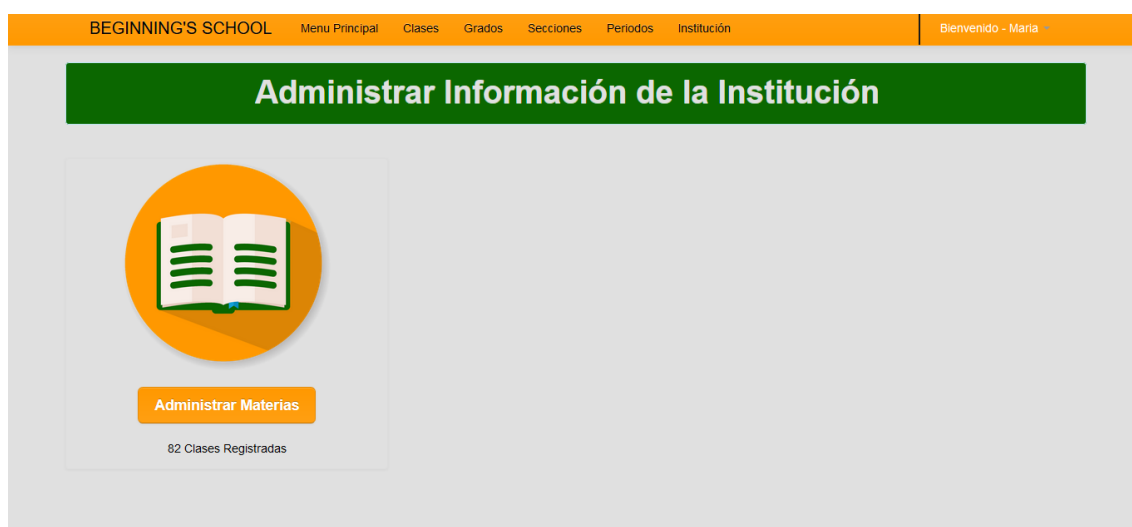 BEGINNING'S SCHOOL Menu Principal Clases Grados Secciones Periodos Institución Bienvenido - Maria
Administrar Información de la Institución
Administrar Materias
82 Clases Registradas